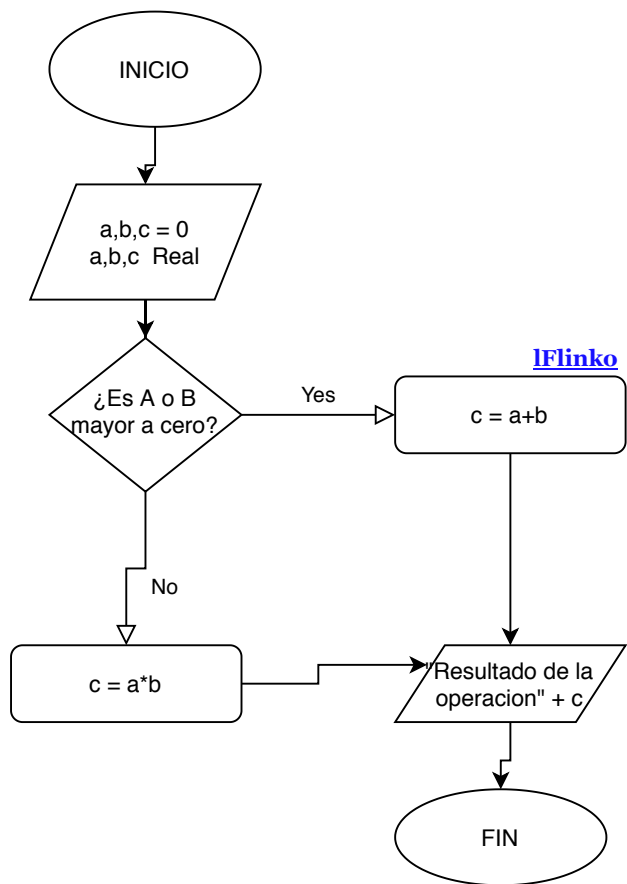 INICIO
a,b,c = 0
a,b,c Real
¿Es A o B
mayor a cero?
Yes
lFlinko
c = a+b
No
c = a*b
"Resultado de la
operacion" + c
FIN